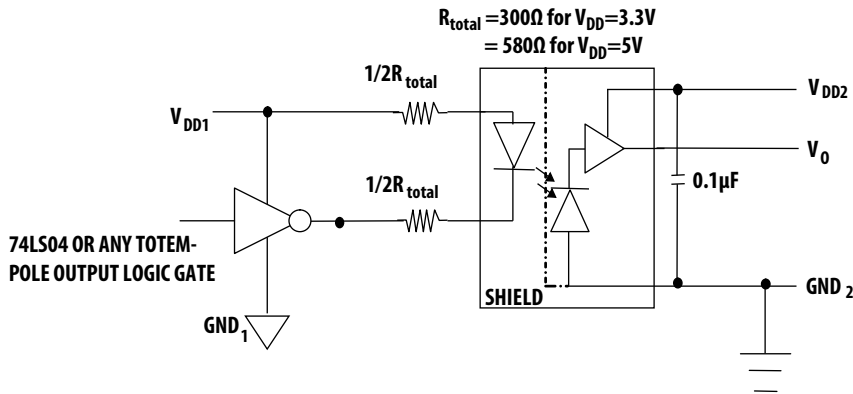 R_total =300Ω for V_DD=3.3V
= 580Ω for V_DD=5V
1/2R_total
V_DD1
V_DD2
V_0
1/2R_total
0.1µF
74LS04 OR ANY TOTEM-
POLE OUTPUT LOGIC GATE
SHIELD
GND_2
GND_1